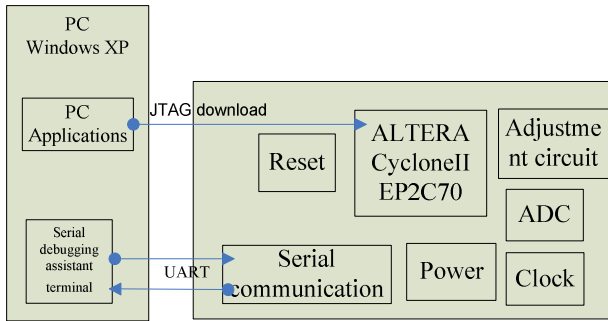 PC
Windows XP
PC
Applications
JTAG download
Serial
debugging
assistant
terminal
UART
Reset
ALTERA
CycloneII
EP2C70
Adjustme
nt circuit
ADC
Serial
communication
Power
Clock